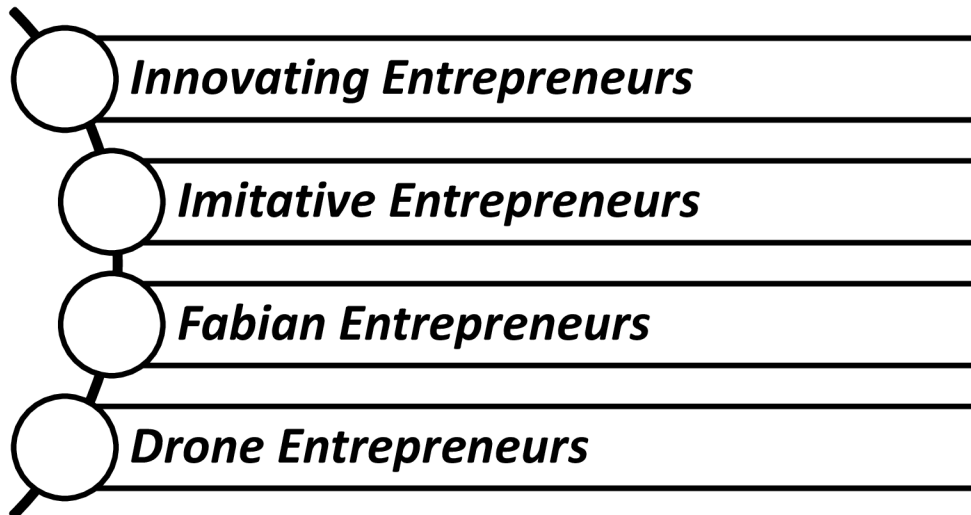 Innovating Entrepreneurs
Imitative Entrepreneurs
Fabian Entrepreneurs
Drone Entrepreneurs